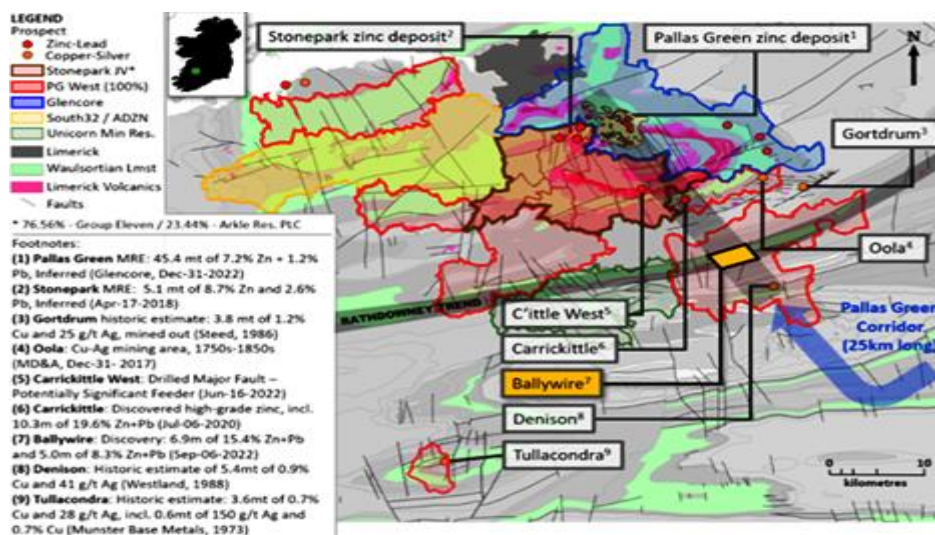 LEGEND
Prospect
Zinc-Lead
Copper-Silver
Stonepark JV*
PG West (100%)
Glencore
South32 / ADZN
Unicorn Min Res.
Limerick
Waulsortian Lmst
Limerick Volcanics
Faults
* 76.56% - Group Eleven / 23.44% - Arkle Res. PLC
Footnotes:
(1) Pallas Green MRE: 45.4 mt of 7.2% Zn + 1.2%
Pb, Inferred (Glencore, Dec-31-2022)
(2) Stonepark MRE: 5.1 mt of 8.7% Zn and 2.6%
Pb, Inferred (Apr-17-2018)
(3) Gortdrum historic estimate: 3.8 mt of 1.2%
Cu and 25 g/t Ag, mined out (Steed, 1986)
(4) Oola: Cu-Ag mining area, 1750s-1850s
(MD&A, Dec-31- 2017)
(5) Carrickittle West: Drilled Major Fault –
Potentially Significant Feeder (Jun-16-2022)
(6) Carrickittle: Discovered high-grade zinc, incl.
10.3m of 19.6% Zn+Pb (Jul-06-2020)
(7) Ballywire: Discovery: 6.9m of 15.4% Zn+Pb
and 5.0m of 8.3% Zn+Pb (Sep-06-2022)
(8) Denison: Historic estimate of 5.4mt of 0.9%
Cu and 41 g/t Ag (Westland, 1988)
(9) Tullacondra: Historic estimate: 3.6mt of 0.7%
Cu and 28 g/t Ag, incl. 0.6mt of 150 g/t Ag and
0.7% Cu (Munster Base Metals, 1973)
Stonepark zinc deposit²
Pallas Green zinc deposit¹
N
Gortdrum³
Oola⁴
RATHDOWNEY TREND
C'ittle West⁵
Carrickittle⁶
Ballywire⁷
Denison⁸
Tullacondra⁹
Pallas Green
Corridor
(25km long)
0 10
kilometres